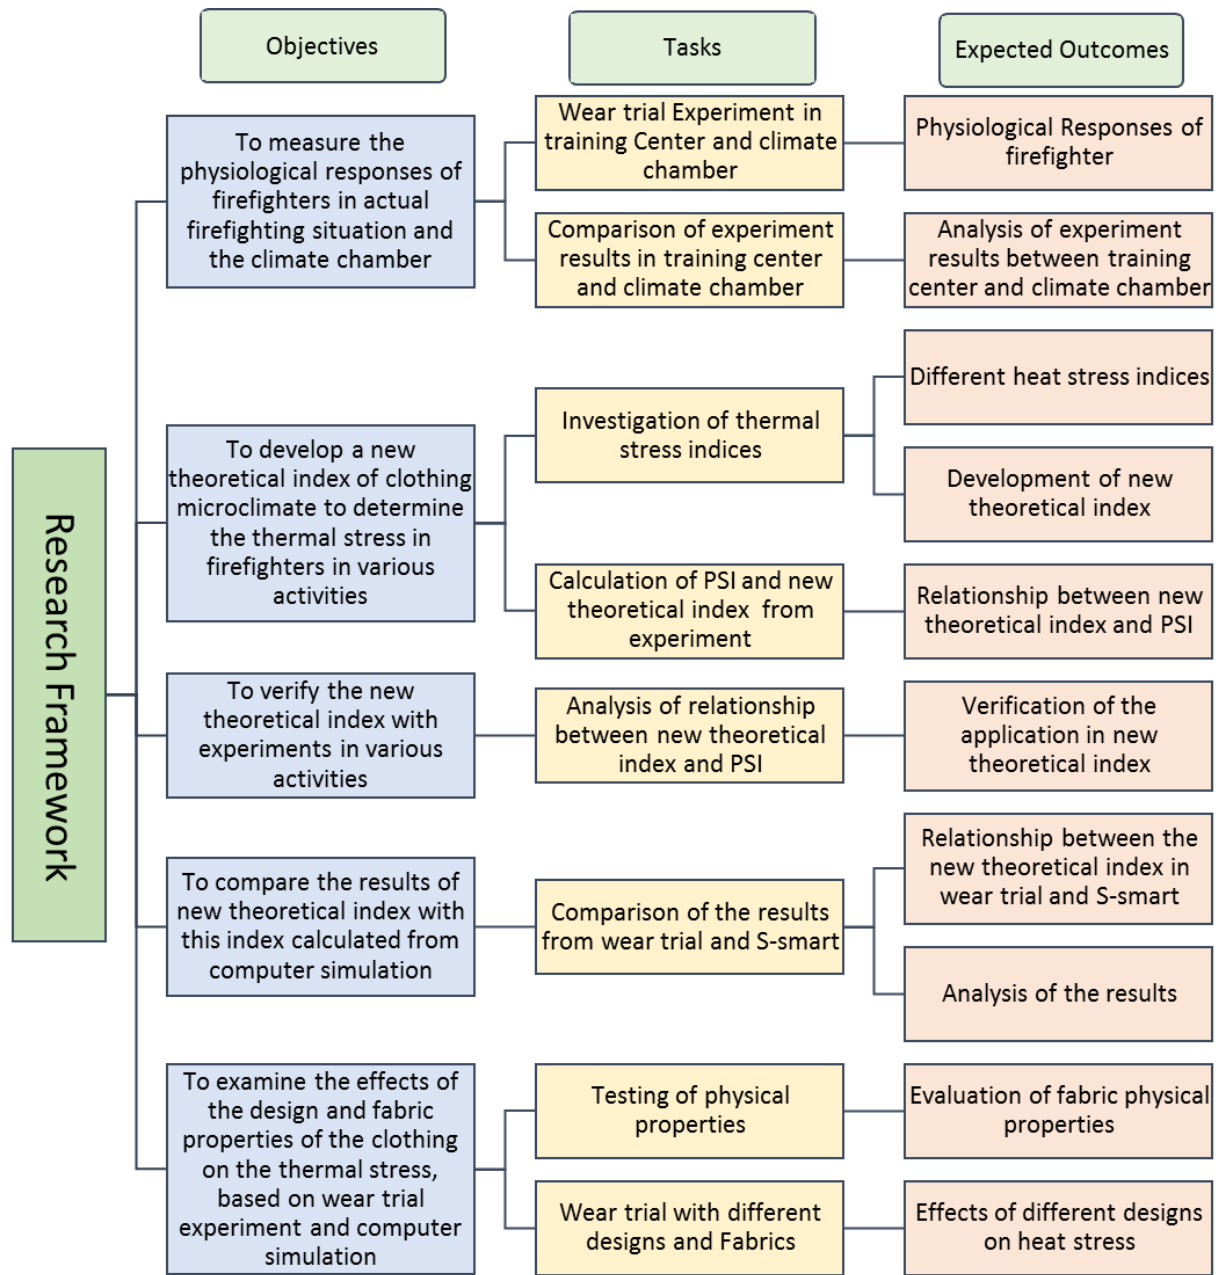 Objectives
Tasks
Expected Outcomes
Research Framework
To measure the
physiological responses of
firefighters in actual
firefighting situation and
the climate chamber
Wear trial Experiment in
training Center and climate
chamber
Physiological Responses of
firefighter
Comparison of experiment
results in training center
and climate chamber
Analysis of experiment
results between training
center and climate chamber
To develop a new
theoretical index of clothing
microclimate to determine
the thermal stress in
firefighters in various
activities
Investigation of thermal
stress indices
Different heat stress indices
Development of new
theoretical index
Calculation of PSI and new
theoretical index from
experiment
Relationship between new
theoretical index and PSI
To verify the new
theoretical index with
experiments in various
activities
Analysis of relationship
between new theoretical
index and PSI
Verification of the
application in new
theoretical index
To compare the results of
new theoretical index with
this index calculated from
computer simulation
Comparison of the results
from wear trial and S-smart
Relationship between the
new theoretical index in
wear trial and S-smart
Analysis of the results
To examine the effects of
the design and fabric
properties of the clothing
on the thermal stress,
based on wear trial
experiment and computer
simulation
Testing of physical
properties
Evaluation of fabric physical
properties
Wear trial with different
designs and Fabrics
Effects of different designs
on heat stress